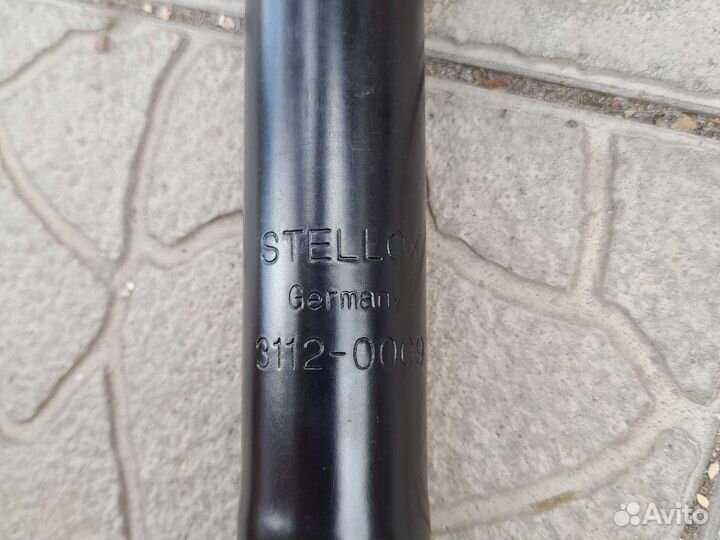 STELLOX
Germany
3112-0009
Avito